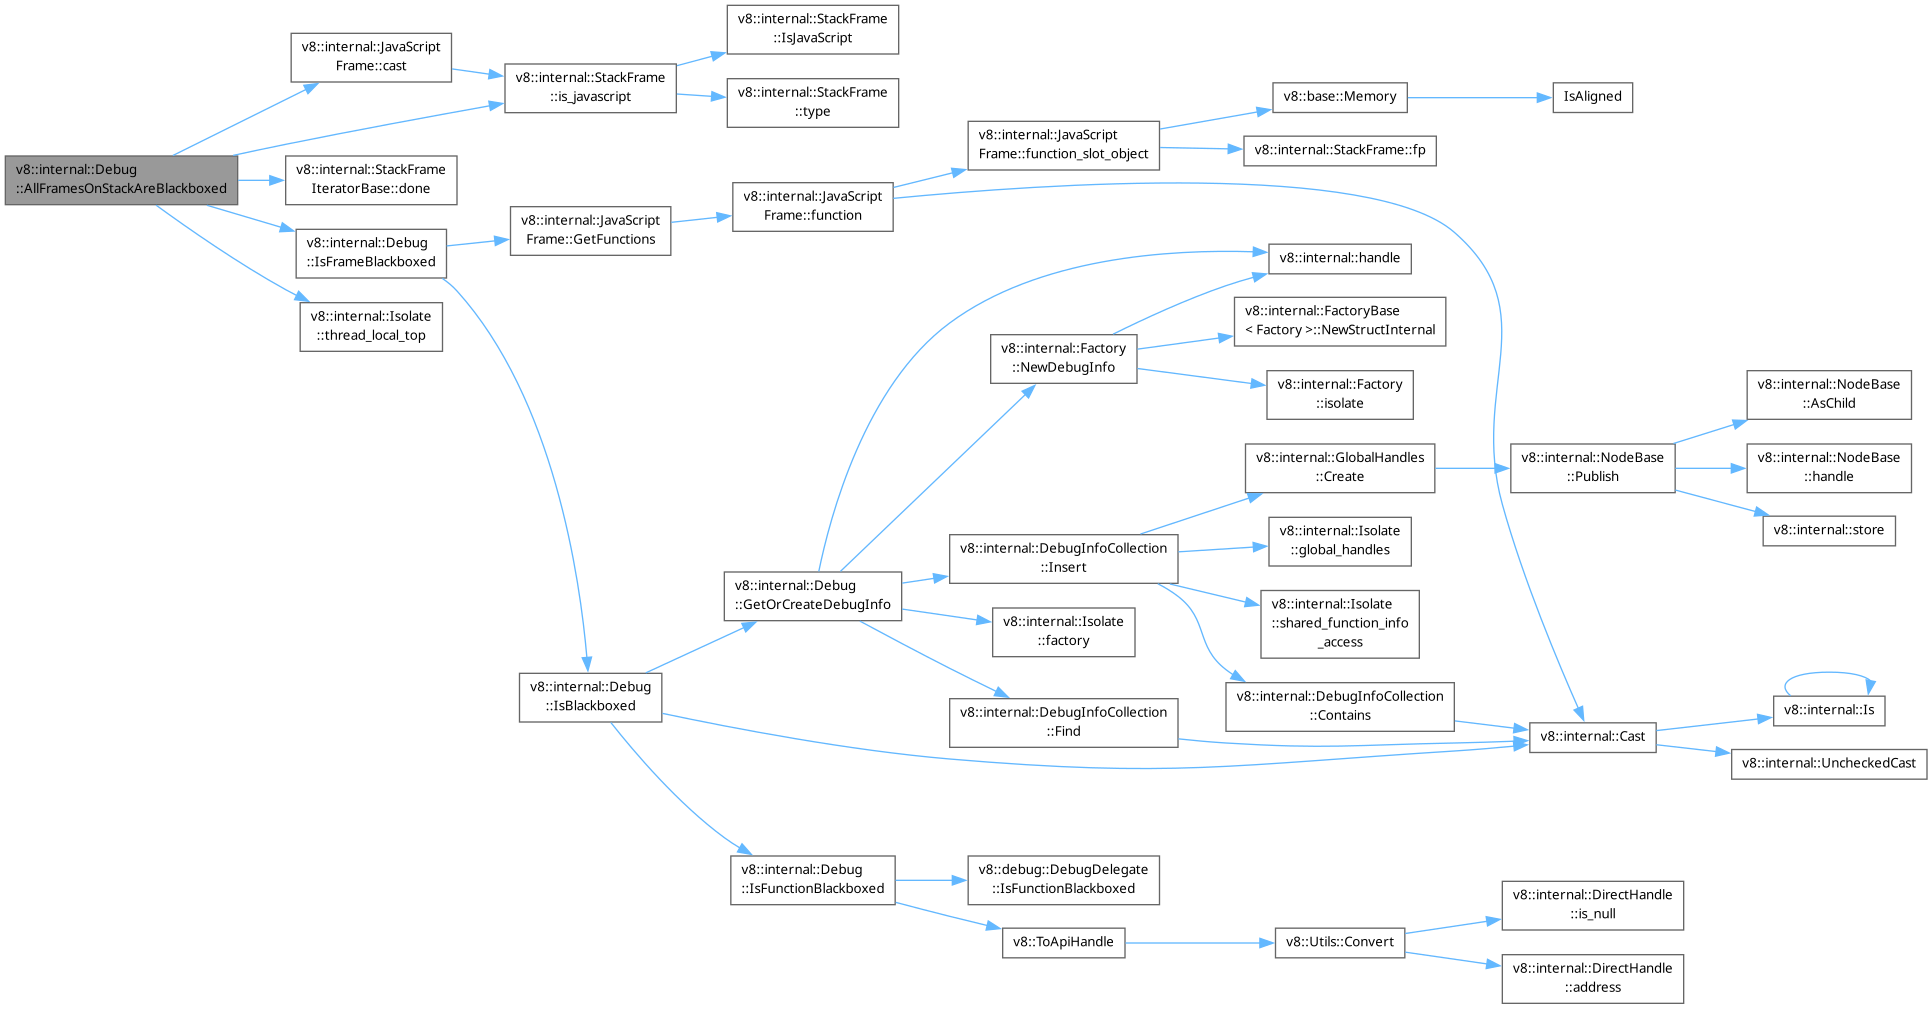 v8::internal::Debug
::AllFramesOnStackAreBlackboxed
v8::internal::JavaScript
Frame::cast
v8::internal::StackFrame
::is_javascript
v8::internal::StackFrame
::IsJavaScript
v8::internal::StackFrame
::type
v8::internal::StackFrame
IteratorBase::done
v8::internal::Debug
::IsFrameBlackboxed
v8::internal::Isolate
::thread_local_top
v8::internal::JavaScript
Frame::GetFunctions
v8::internal::JavaScript
Frame::function
v8::internal::JavaScript
Frame::function_slot_object
v8::base::Memory
IsAligned
v8::internal::StackFrame::fp
v8::internal::handle
v8::internal::Factory
::NewDebugInfo
v8::internal::FactoryBase
< Factory >::NewStructInternal
v8::internal::Factory
::isolate
v8::internal::GlobalHandles
::Create
v8::internal::NodeBase
::Publish
v8::internal::NodeBase
::AsChild
v8::internal::NodeBase
::handle
v8::internal::store
v8::internal::DebugInfoCollection
::Insert
v8::internal::Isolate
::global_handles
v8::internal::Isolate
::shared_function_info
_access
v8::internal::Debug
::GetOrCreateDebugInfo
v8::internal::Isolate
::factory
v8::internal::DebugInfoCollection
::Find
v8::internal::DebugInfoCollection
::Contains
v8::internal::Cast
v8::internal::Is
v8::internal::UncheckedCast
v8::internal::Debug
::IsBlackboxed
v8::internal::Debug
::IsFunctionBlackboxed
v8::debug::DebugDelegate
::IsFunctionBlackboxed
v8::ToApiHandle
v8::Utils::Convert
v8::internal::DirectHandle
::is_null
v8::internal::DirectHandle
::address